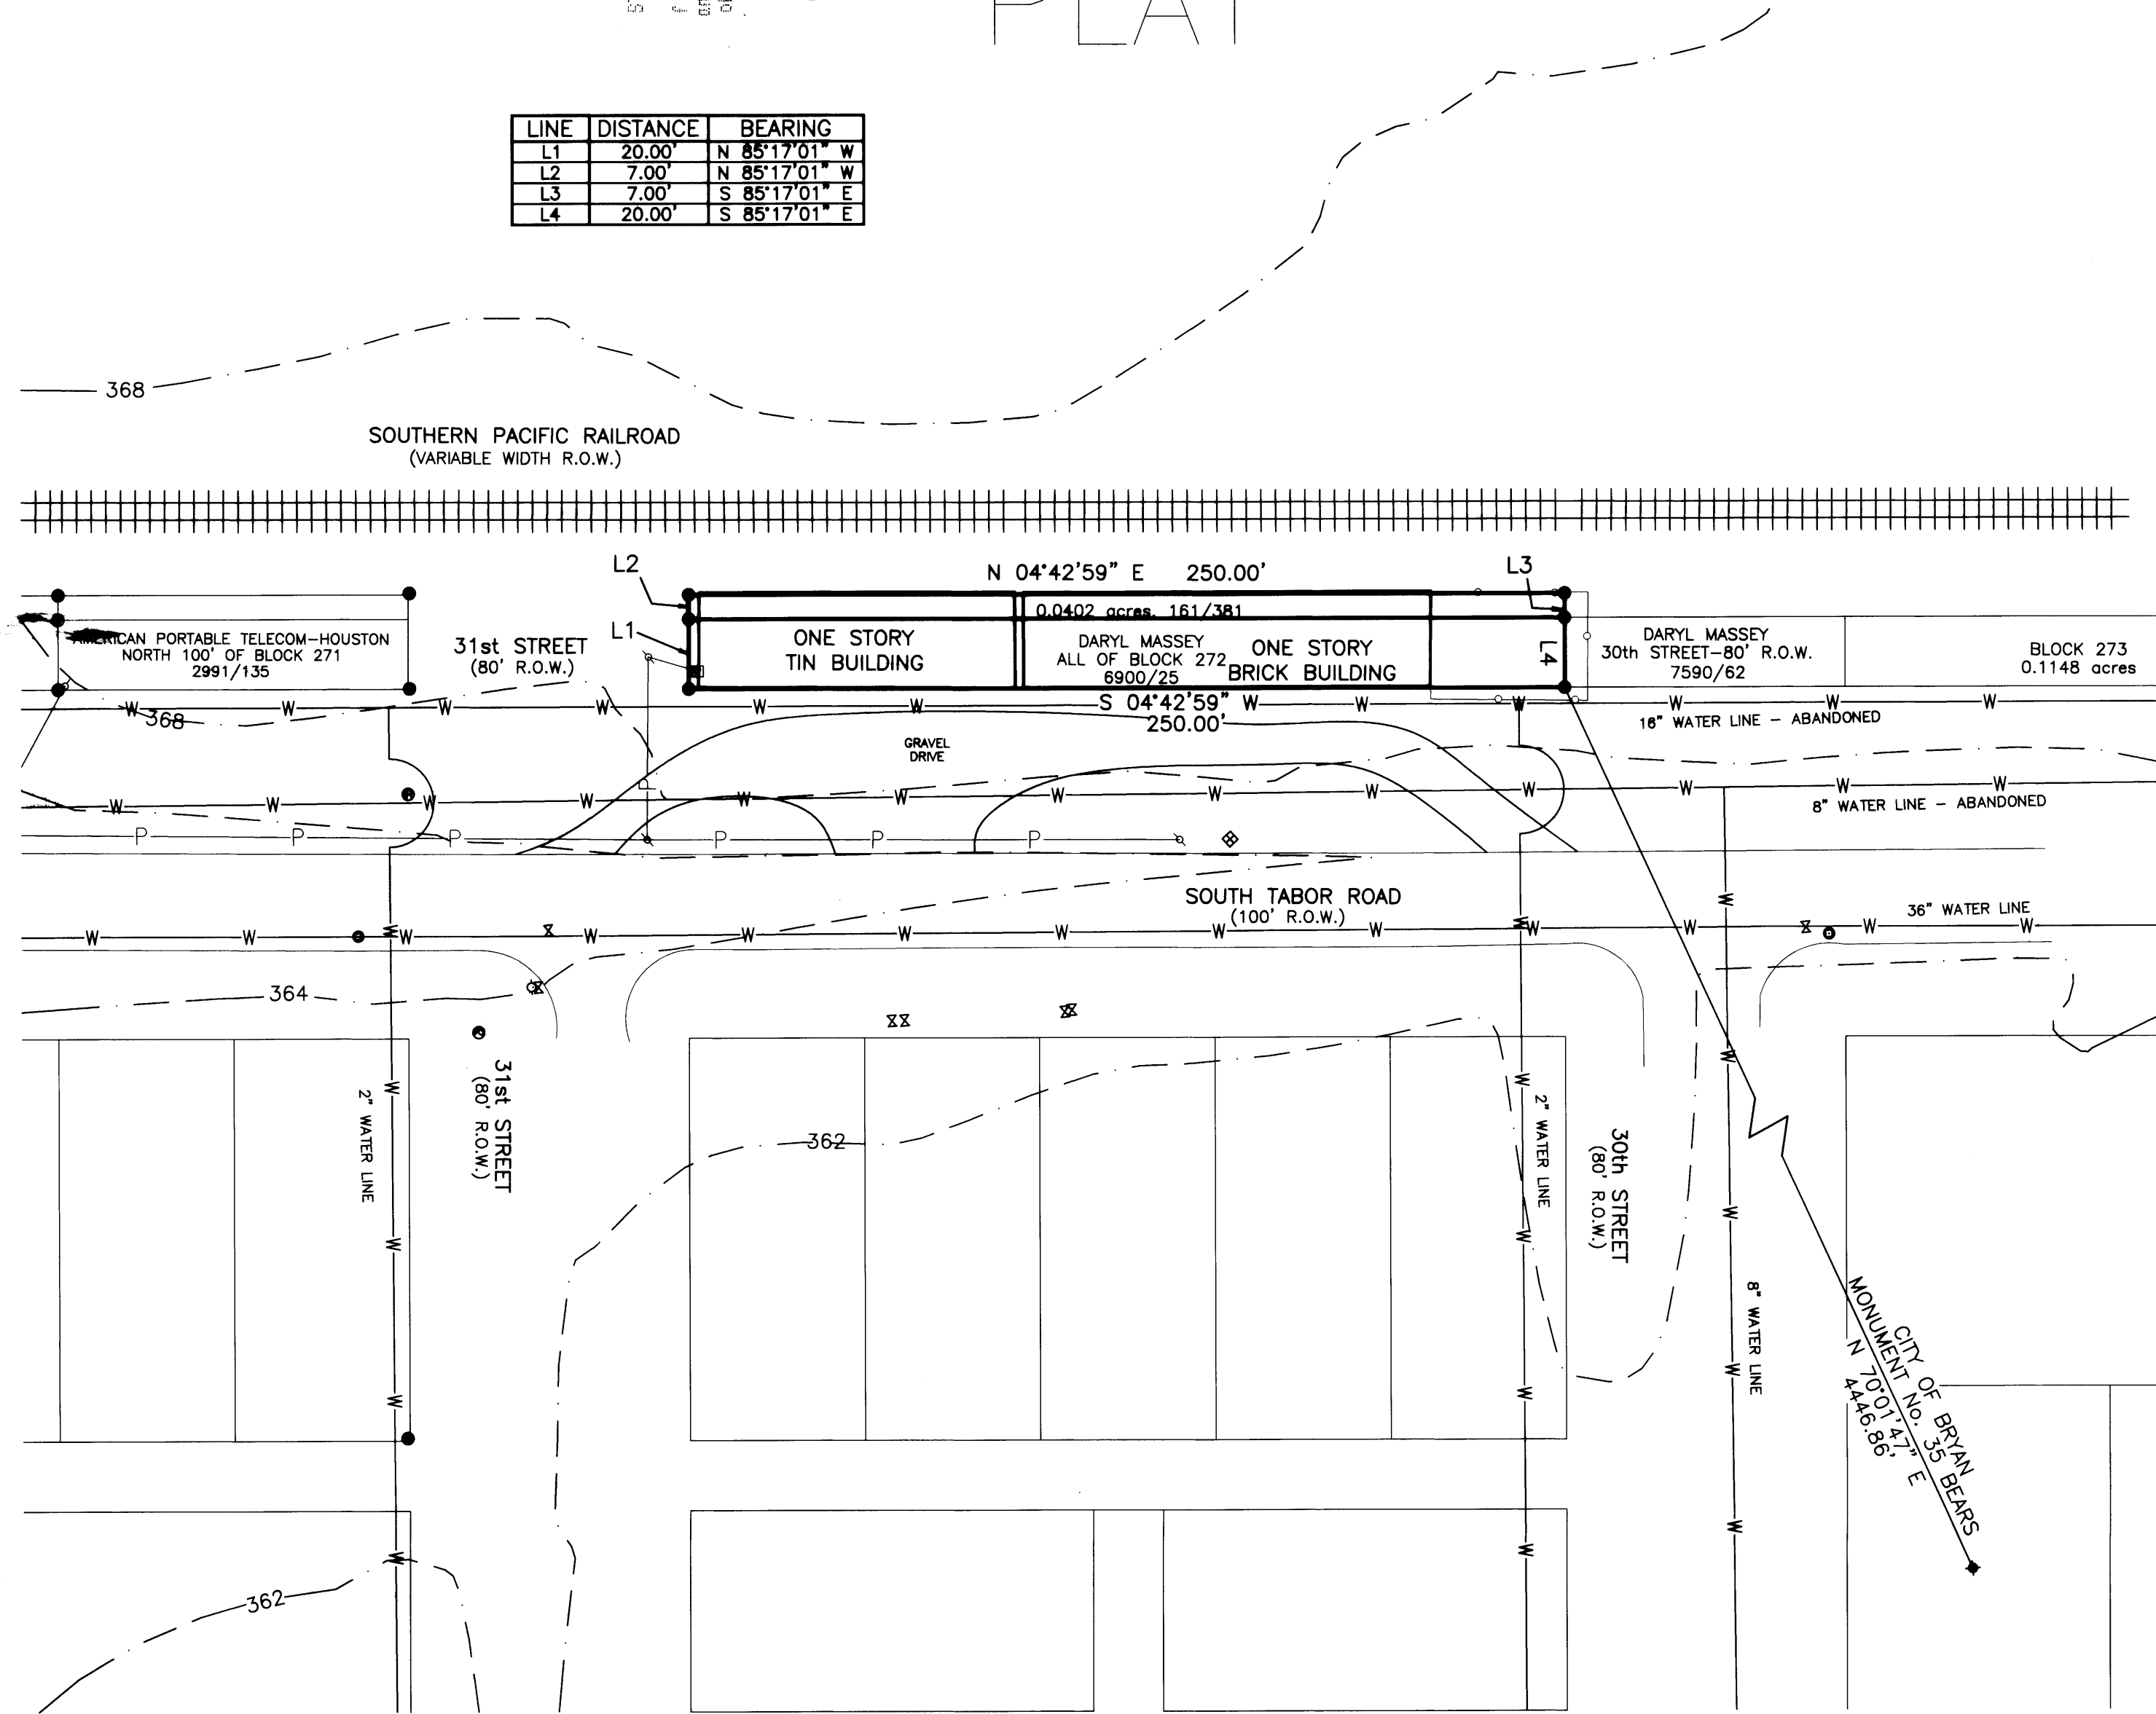 LINE DISTANCE BEARING
L1 20.00' N 85°17'01" W
L2 7.00' N 85°17'01" W
L3 7.00' S 85°17'01" E
L4 20.00' S 85°17'01" E
368
SOUTHERN PACIFIC RAILROAD
(VARIABLE WIDTH R.O.W.)
L2
N 04°42'59" E 250.00'
L3
0.0402 acres, 161/381
AMERICAN PORTABLE TELECOM-HOUSTON
NORTH 100' OF BLOCK 271
2991/135
31st STREET
(80' R.O.W.)
L1
ONE STORY
TIN BUILDING
DARYL MASSEY
ALL OF BLOCK 272
6900/25
ONE STORY
BRICK BUILDING
L4
DARYL MASSEY
30th STREET-80' R.O.W.
7590/62
BLOCK 273
0.1148 acres
W W W W W S 04°42'59" W W W W W
250.00'
368
16" WATER LINE - ABANDONED
GRAVEL
DRIVE
P
W W W W W W W W W W W W W
8" WATER LINE - ABANDONED
P P P P P P
SOUTH TABOR ROAD
(100' R.O.W.)
36" WATER LINE
W W W W W W W W W W W W W
364
31st STREET
(80' R.O.W.)
2" WATER LINE
W W W W W
362
2" WATER LINE
W W W W W W
30th STREET
(80' R.O.W.)
8" WATER LINE
W W W W W
CITY OF BRYAN
MONUMENT No. 35 BEARS
N 70°01'47" E
4446.86'
362